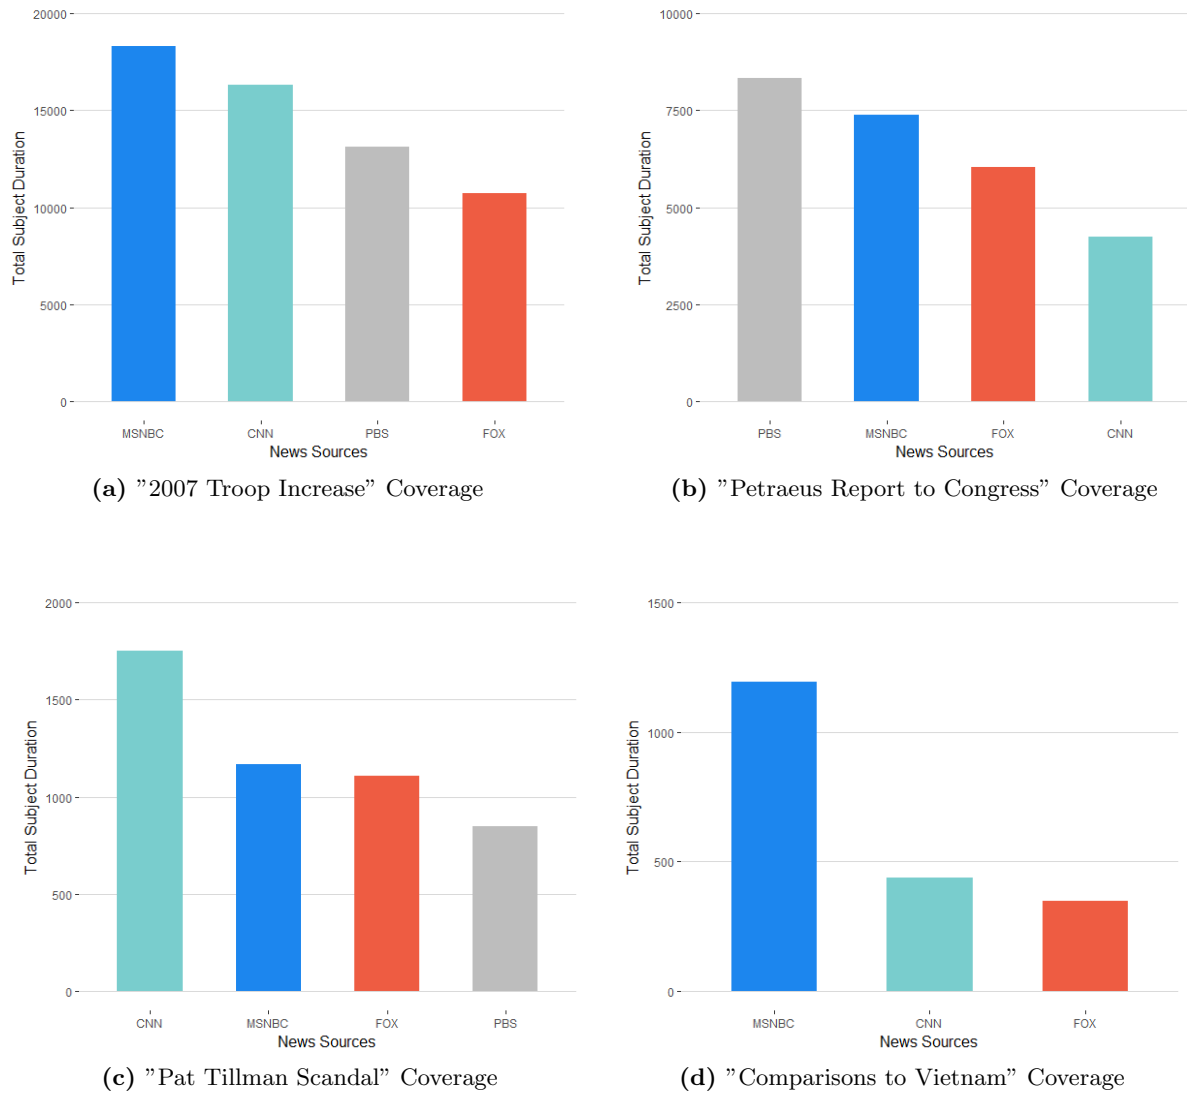 20000
15000
10000
5000
0
Total Subject Duration
MSNBC CNN PBS FOX
News Sources
(a) "2007 Troop Increase" Coverage
10000
7500
5000
2500
0
Total Subject Duration
PBS MSNBC FOX CNN
News Sources
(b) "Petraeus Report to Congress" Coverage
2000
1500
1000
500
0
Total Subject Duration
CNN MSNBC FOX PBS
News Sources
(c) "Pat Tillman Scandal" Coverage
1500
1000
500
0
Total Subject Duration
MSNBC CNN FOX
News Sources
(d) "Comparisons to Vietnam" Coverage